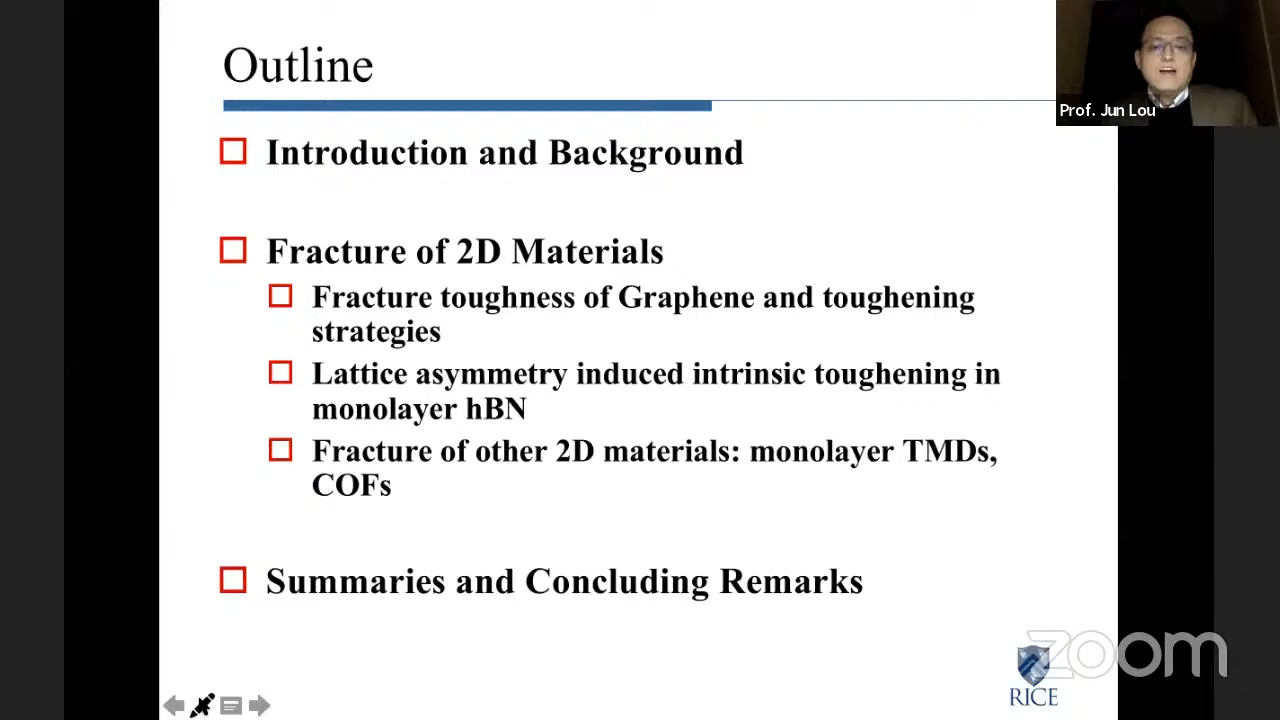 Outline
Prof. Jun Lou
Introduction and Background
Fracture of 2D Materials
Fracture toughness of Graphene and toughening
strategies
Lattice asymmetry induced intrinsic toughening in
monolayer hBN
Fracture of other 2D materials: monolayer TMDs,
COFs
Summaries and Concluding Remarks
zoom
RICE